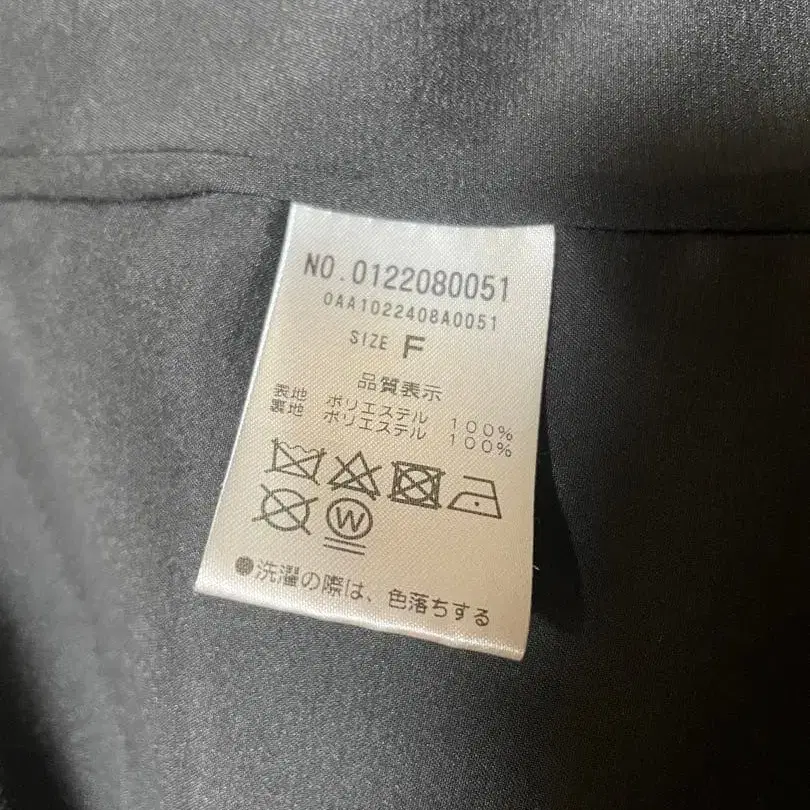 NO.0122080051
0AA1022408A0051
SIZE F
品質表示
表地 ポリエステル 100%
裏地 ポリエステル 100%
W
●洗濯の際は、色落ちする